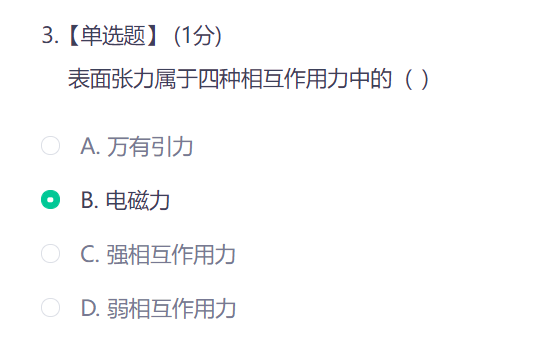 3.【单选题】 (1分)
表面张力属于四种相互作用力中的（ ）
A. 万有引力
B. 电磁力
C. 强相互作用力
D. 弱相互作用力